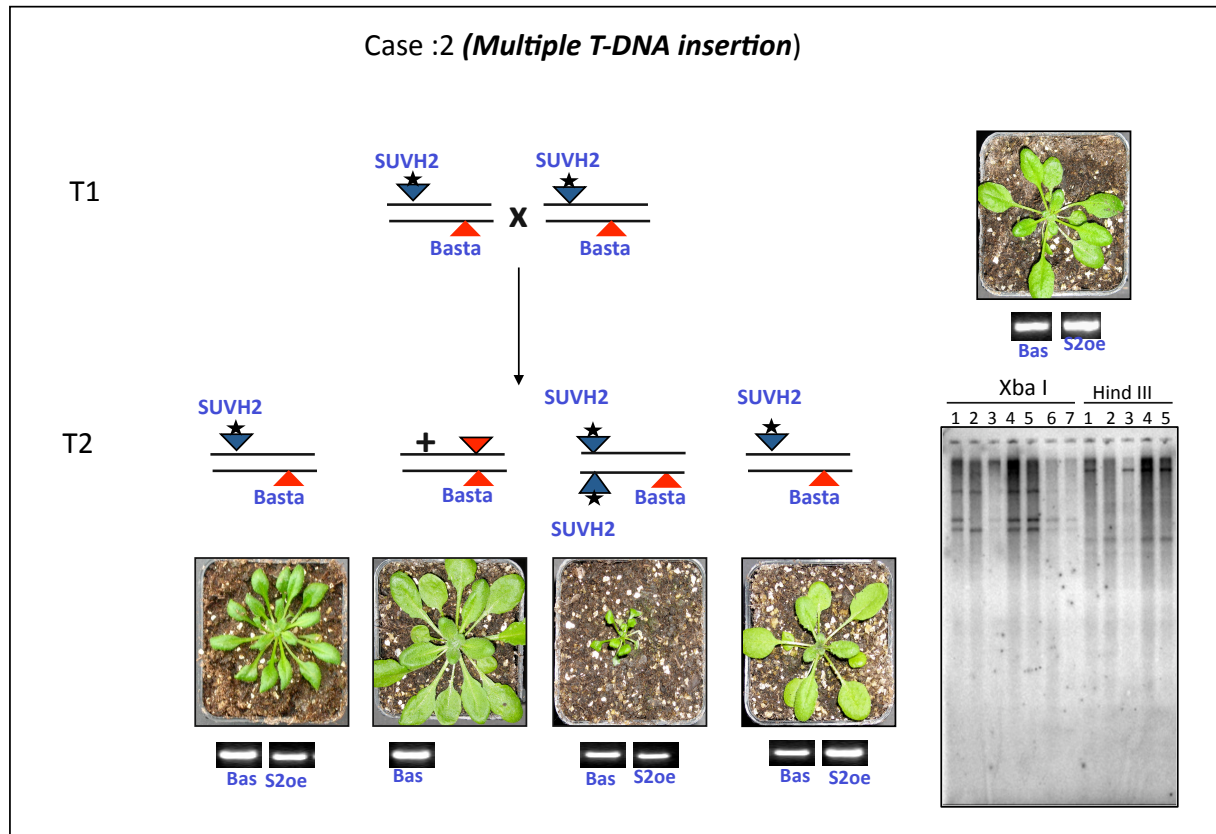 Case :2 (Multiple T-DNA insertion)
T1
SUVH2
SUVH2
X
Basta
Basta
Bas
S2oe
Xba I
Hind III
1 2 3 4 5 6 7
1 2 3 4 5
T2
SUVH2
+
SUVH2
SUVH2
Basta
Basta
Basta
Basta
SUVH2
Bas
S2oe
Bas
Bas
S2oe
Bas
S2oe